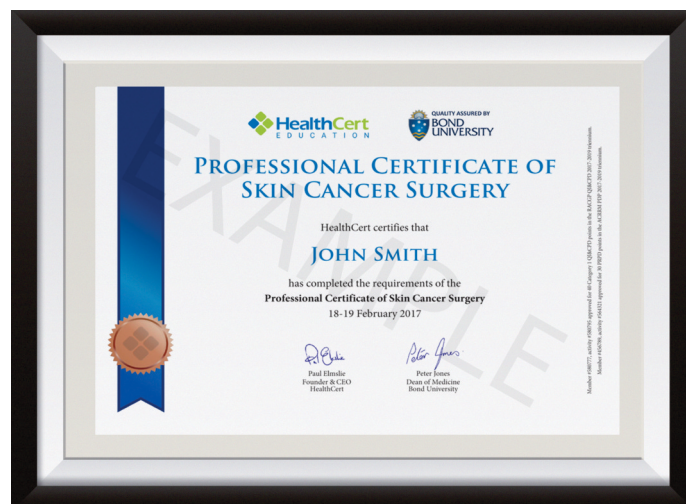 HealthCert
EDUCATION
QUALITY ASSURED BY
BOND
UNIVERSITY
PROFESSIONAL CERTIFICATE OF
SKIN CANCER SURGERY
HealthCert certifies that
JOHN SMITH
has completed the requirements of the
Professional Certificate of Skin Cancer Surgery
18-19 February 2017
Paul Elmslie
Founder & CEO
HealthCert
Peter Jones
Dean of Medicine
Bond University
EXAMPLE